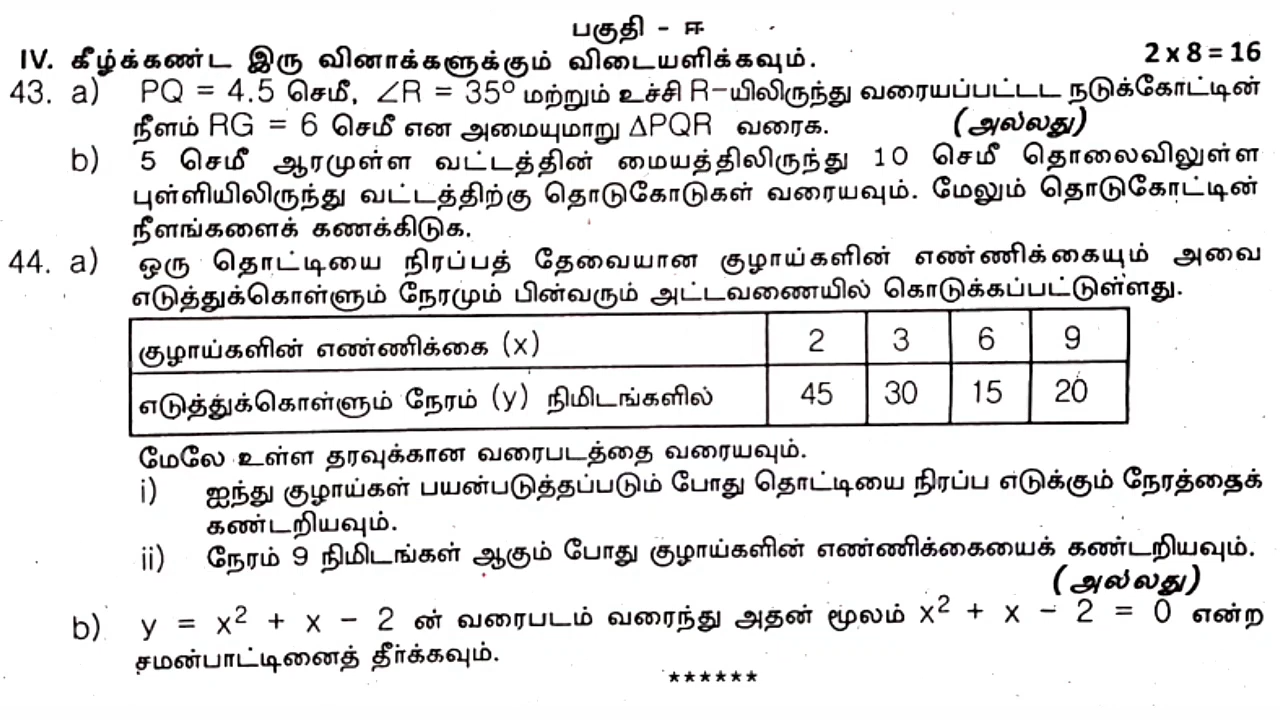 பகுதி - ஈ
IV. கீழ்க்கண்ட இரு வினாக்களுக்கும் விடையளிக்கவும். 2 x 8 = 16
43. a) PQ = 4.5 செமீ, ∠R = 35° மற்றும் உச்சி R-யிலிருந்து வரையப்பட்டட நடுக்கோட்டின்
நீளம் RG = 6 செமீ என அமையுமாறு ΔPQR வரைக. (அல்லது)
b) 5 செமீ ஆரமுள்ள வட்டத்தின் மையத்திலிருந்து 10 செமீ தொலைவிலுள்ள
புள்ளியிலிருந்து வட்டத்திற்கு தொடுகோடுகள் வரையவும். மேலும் தொடுகோட்டின்
நீளங்களைக் கணக்கிடுக.
44. a) ஒரு தொட்டியை நிரப்பத் தேவையான குழாய்களின் எண்ணிக்கையும் அவை
எடுத்துக்கொள்ளும் நேரமும் பின்வரும் அட்டவணையில் கொடுக்கப்பட்டுள்ளது.
குழாய்களின் எண்ணிக்கை (x) 2 3 6 9
எடுத்துக்கொள்ளும் நேரம் (y) நிமிடங்களில் 45 30 15 20
மேலே உள்ள தரவுக்கான வரைபடத்தை வரையவும்.
i) ஐந்து குழாய்கள் பயன்படுத்தப்படும் போது தொட்டியை நிரப்ப எடுக்கும் நேரத்தைக்
கண்டறியவும்.
ii) நேரம் 9 நிமிடங்கள் ஆகும் போது குழாய்களின் எண்ணிக்கையைக் கண்டறியவும்.
(அல்லது)
b) y = x² + x - 2 ன் வரைபடம் வரைந்து அதன் மூலம் x² + x - 2 = 0 என்ற
சமன்பாட்டினைத் தீர்க்கவும்.
******